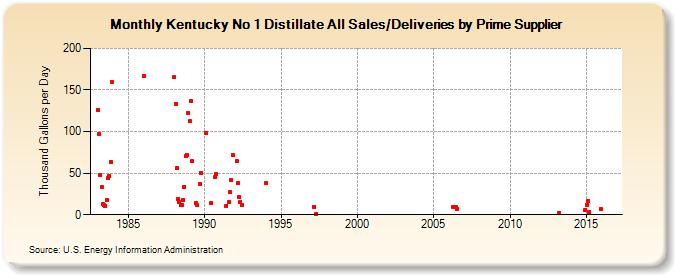 Monthly Kentucky No 1 Distillate All Sales/Deliveries by Prime Supplier
Thousand Gallons per Day
200
150
100
50
0
1985 1990 1995 2000 2005 2010 2015
Source: U.S. Energy Information Administration